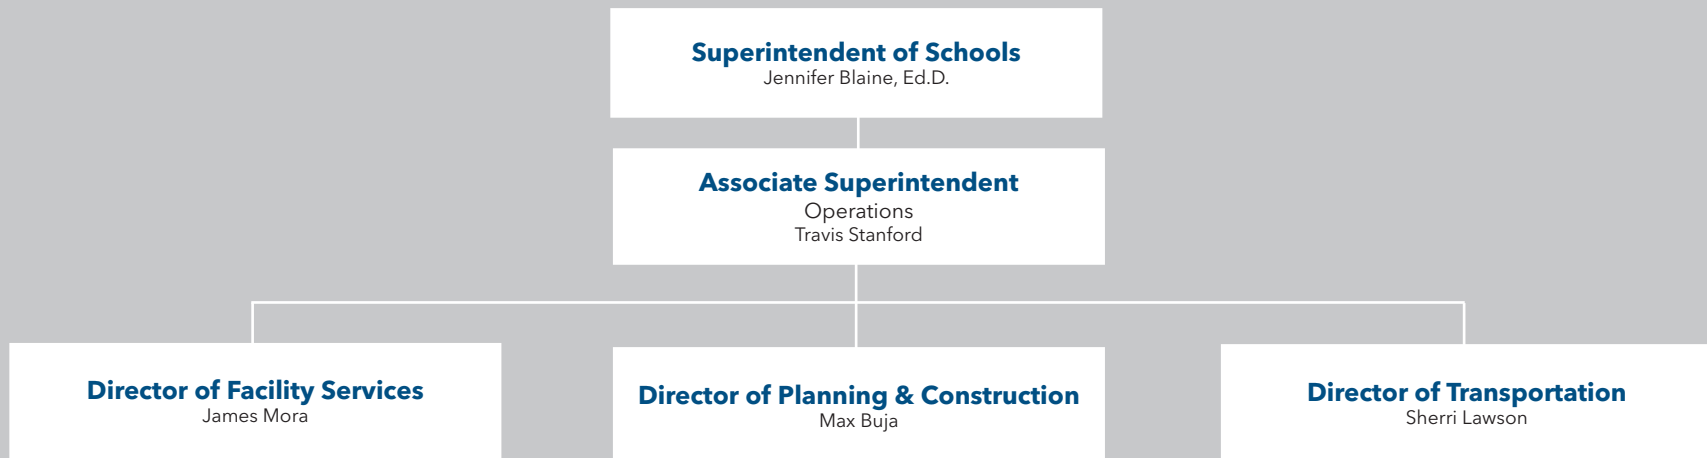 Superintendent of Schools
Jennifer Blaine, Ed.D.
Associate Superintendent
Operations
Travis Stanford
Director of Facility Services
James Mora
Director of Planning & Construction
Max Buja
Director of Transportation
Sherri Lawson